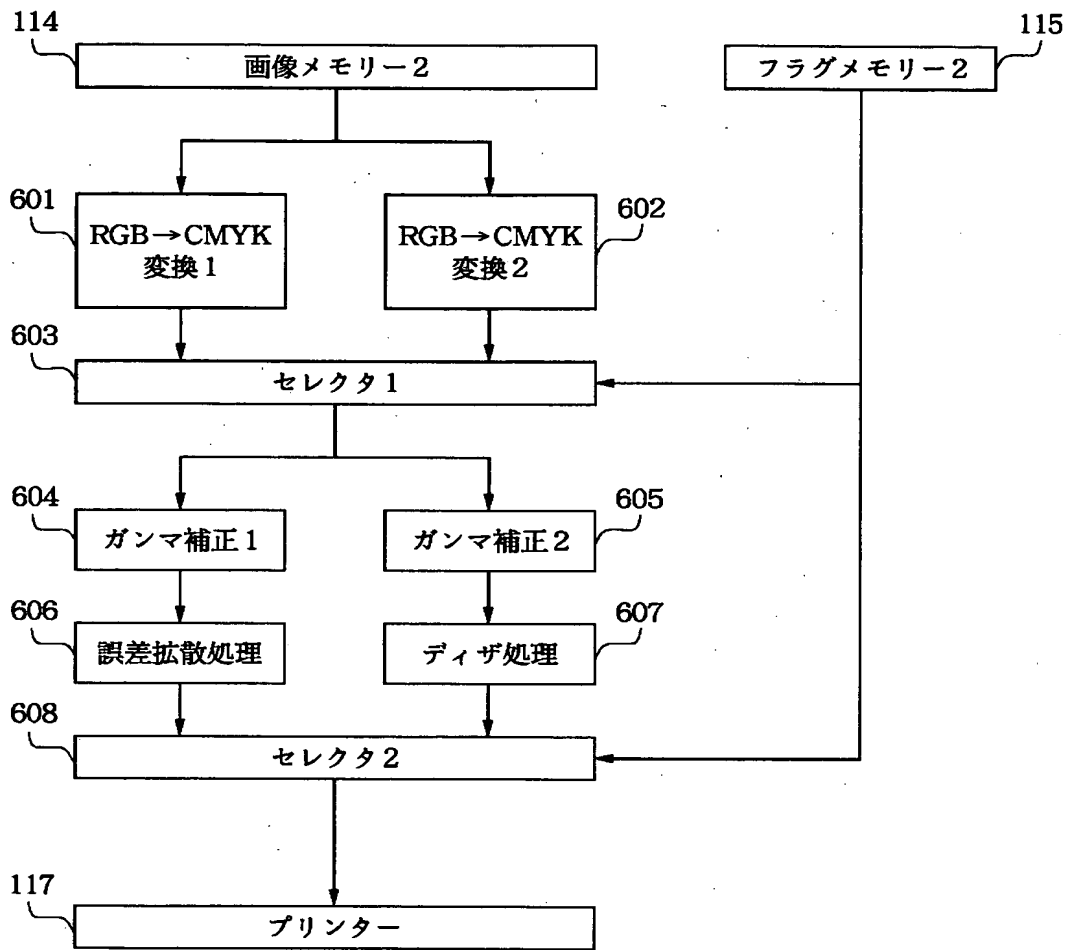 114
画像メモリー2
115
フラグメモリー2
601
RGB→CMYK
変換1
602
RGB→CMYK
変換2
603
セレクタ1
604
ガンマ補正1
605
ガンマ補正2
606
誤差拡散処理
607
ディザ処理
608
セレクタ2
117
プリンター